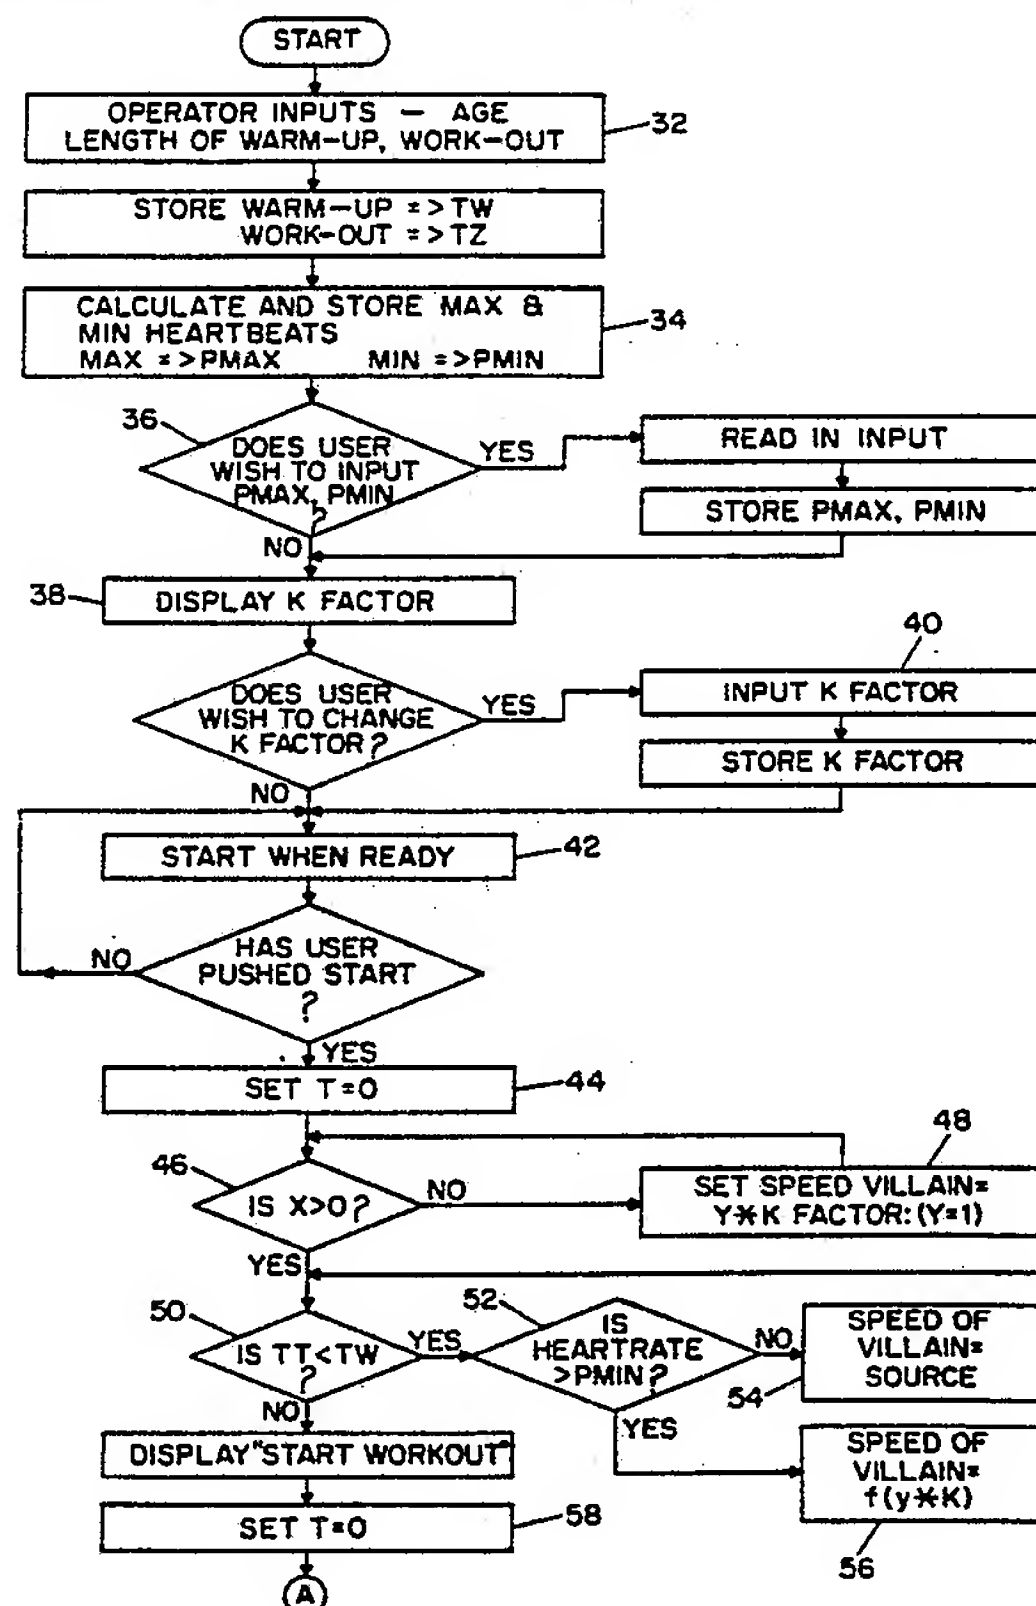 START
OPERATOR INPUTS — AGE
LENGTH OF WARM-UP, WORK-OUT
32
STORE WARM-UP => TW
WORK-OUT => TZ
CALCULATE AND STORE MAX &
MIN HEARTBEATS
MAX =>PMAX MIN =>PMIN
34
36
DOES USER
WISH TO INPUT
PMAX, PMIN
?
YES
READ IN INPUT
STORE PMAX, PMIN
NO
38
DISPLAY K FACTOR
40
DOES USER
WISH TO CHANGE
K FACTOR?
YES
INPUT K FACTOR
STORE K FACTOR
NO
START WHEN READY
42
HAS USER
PUSHED START
?
NO
YES
SET T=0
44
46
IS X>0?
NO
48
SET SPEED VILLAIN=
Y*K FACTOR:(Y=1)
YES
50
IS TT<TW
?
YES
52
IS
HEARTRATE
>PMIN?
NO
SPEED OF
VILLAIN=
SOURCE
54
NO
YES
DISPLAY "START WORKOUT"
SPEED OF
VILLAIN=
f(y*K)
56
SET T=0
58
A